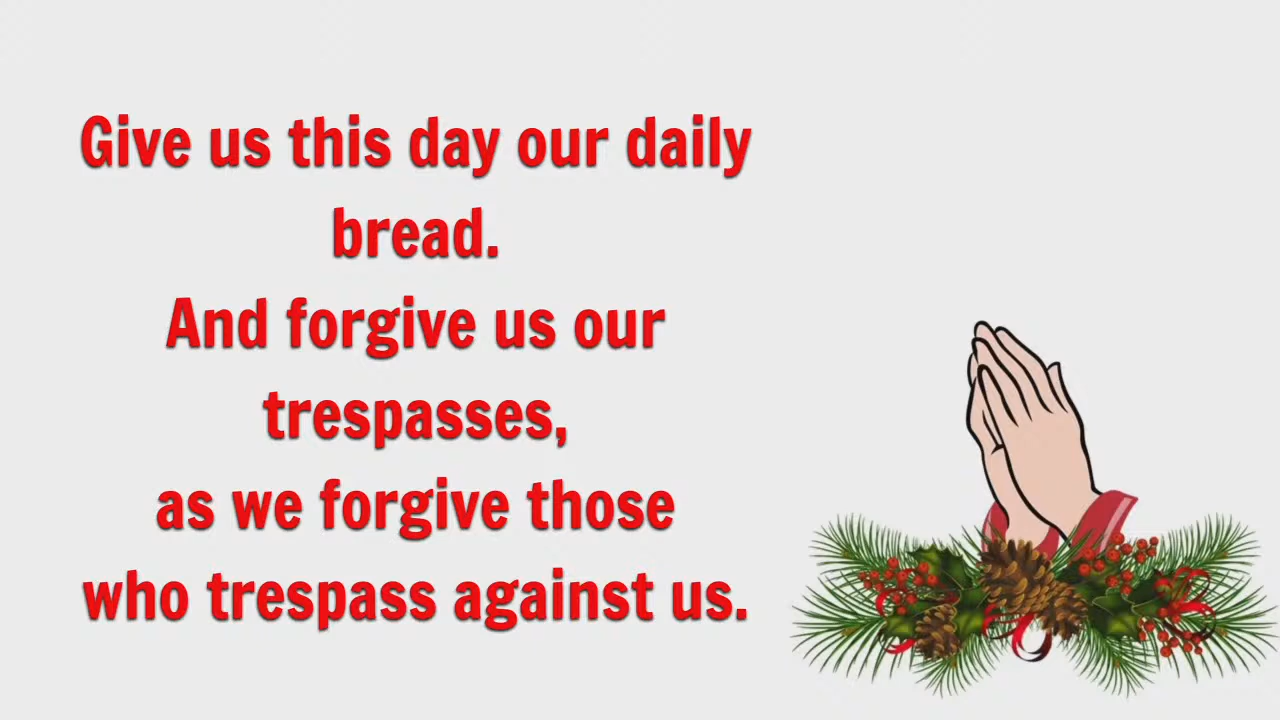 Give us this day our daily
bread.
And forgive us our
trespasses,
as we forgive those
who trespass against us.